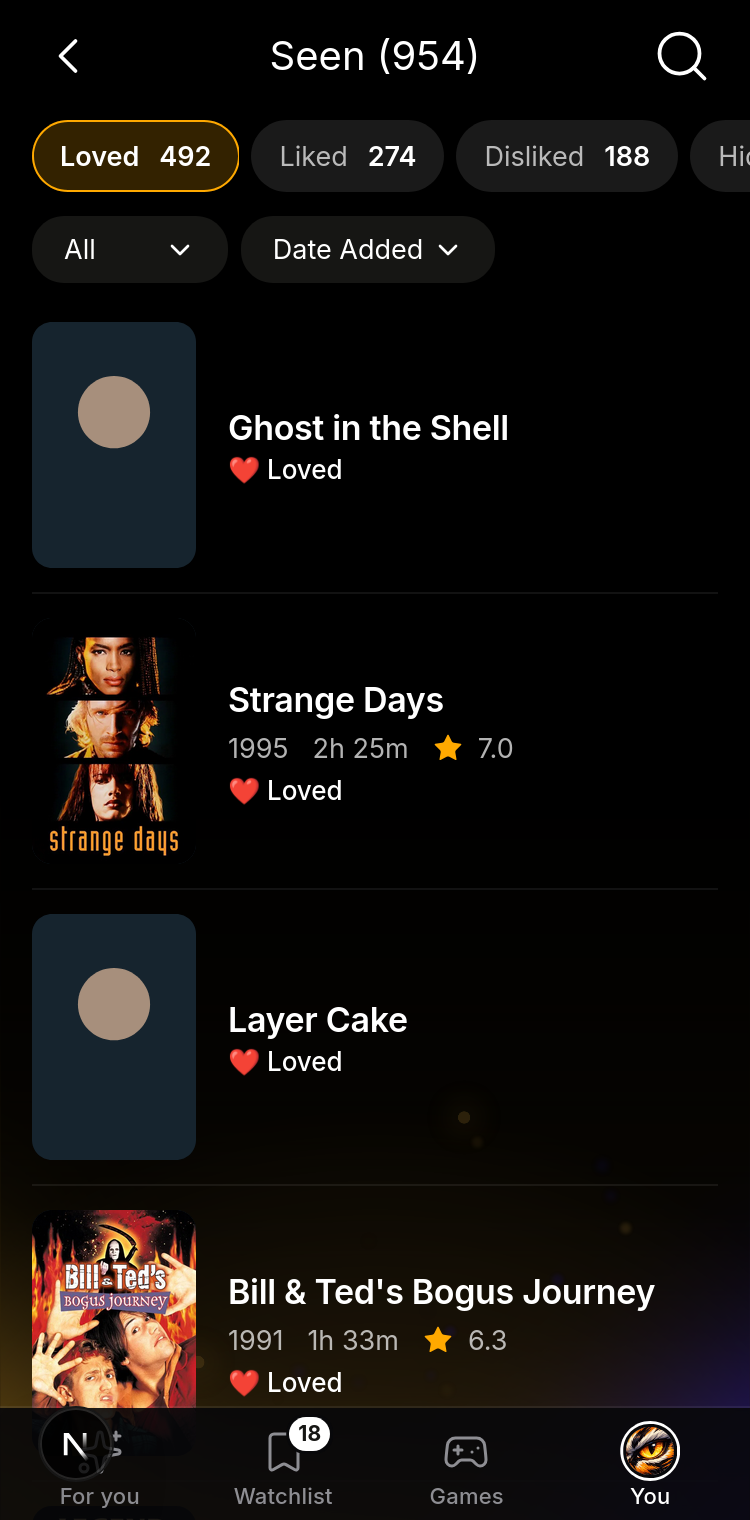 Seen (954)
Loved 492 Liked 274 Disliked 188
All Date Added
Ghost in the Shell
❤️ Loved
Strange Days
1995 2h 25m ⭐ 7.0
❤️ Loved
strange days
Layer Cake
❤️ Loved
Bill & Ted's
BOGUS JOURNEY
Bill & Ted's Bogus Journey
1991 1h 33m ⭐ 6.3
❤️ Loved
N
18
For you Watchlist Games You